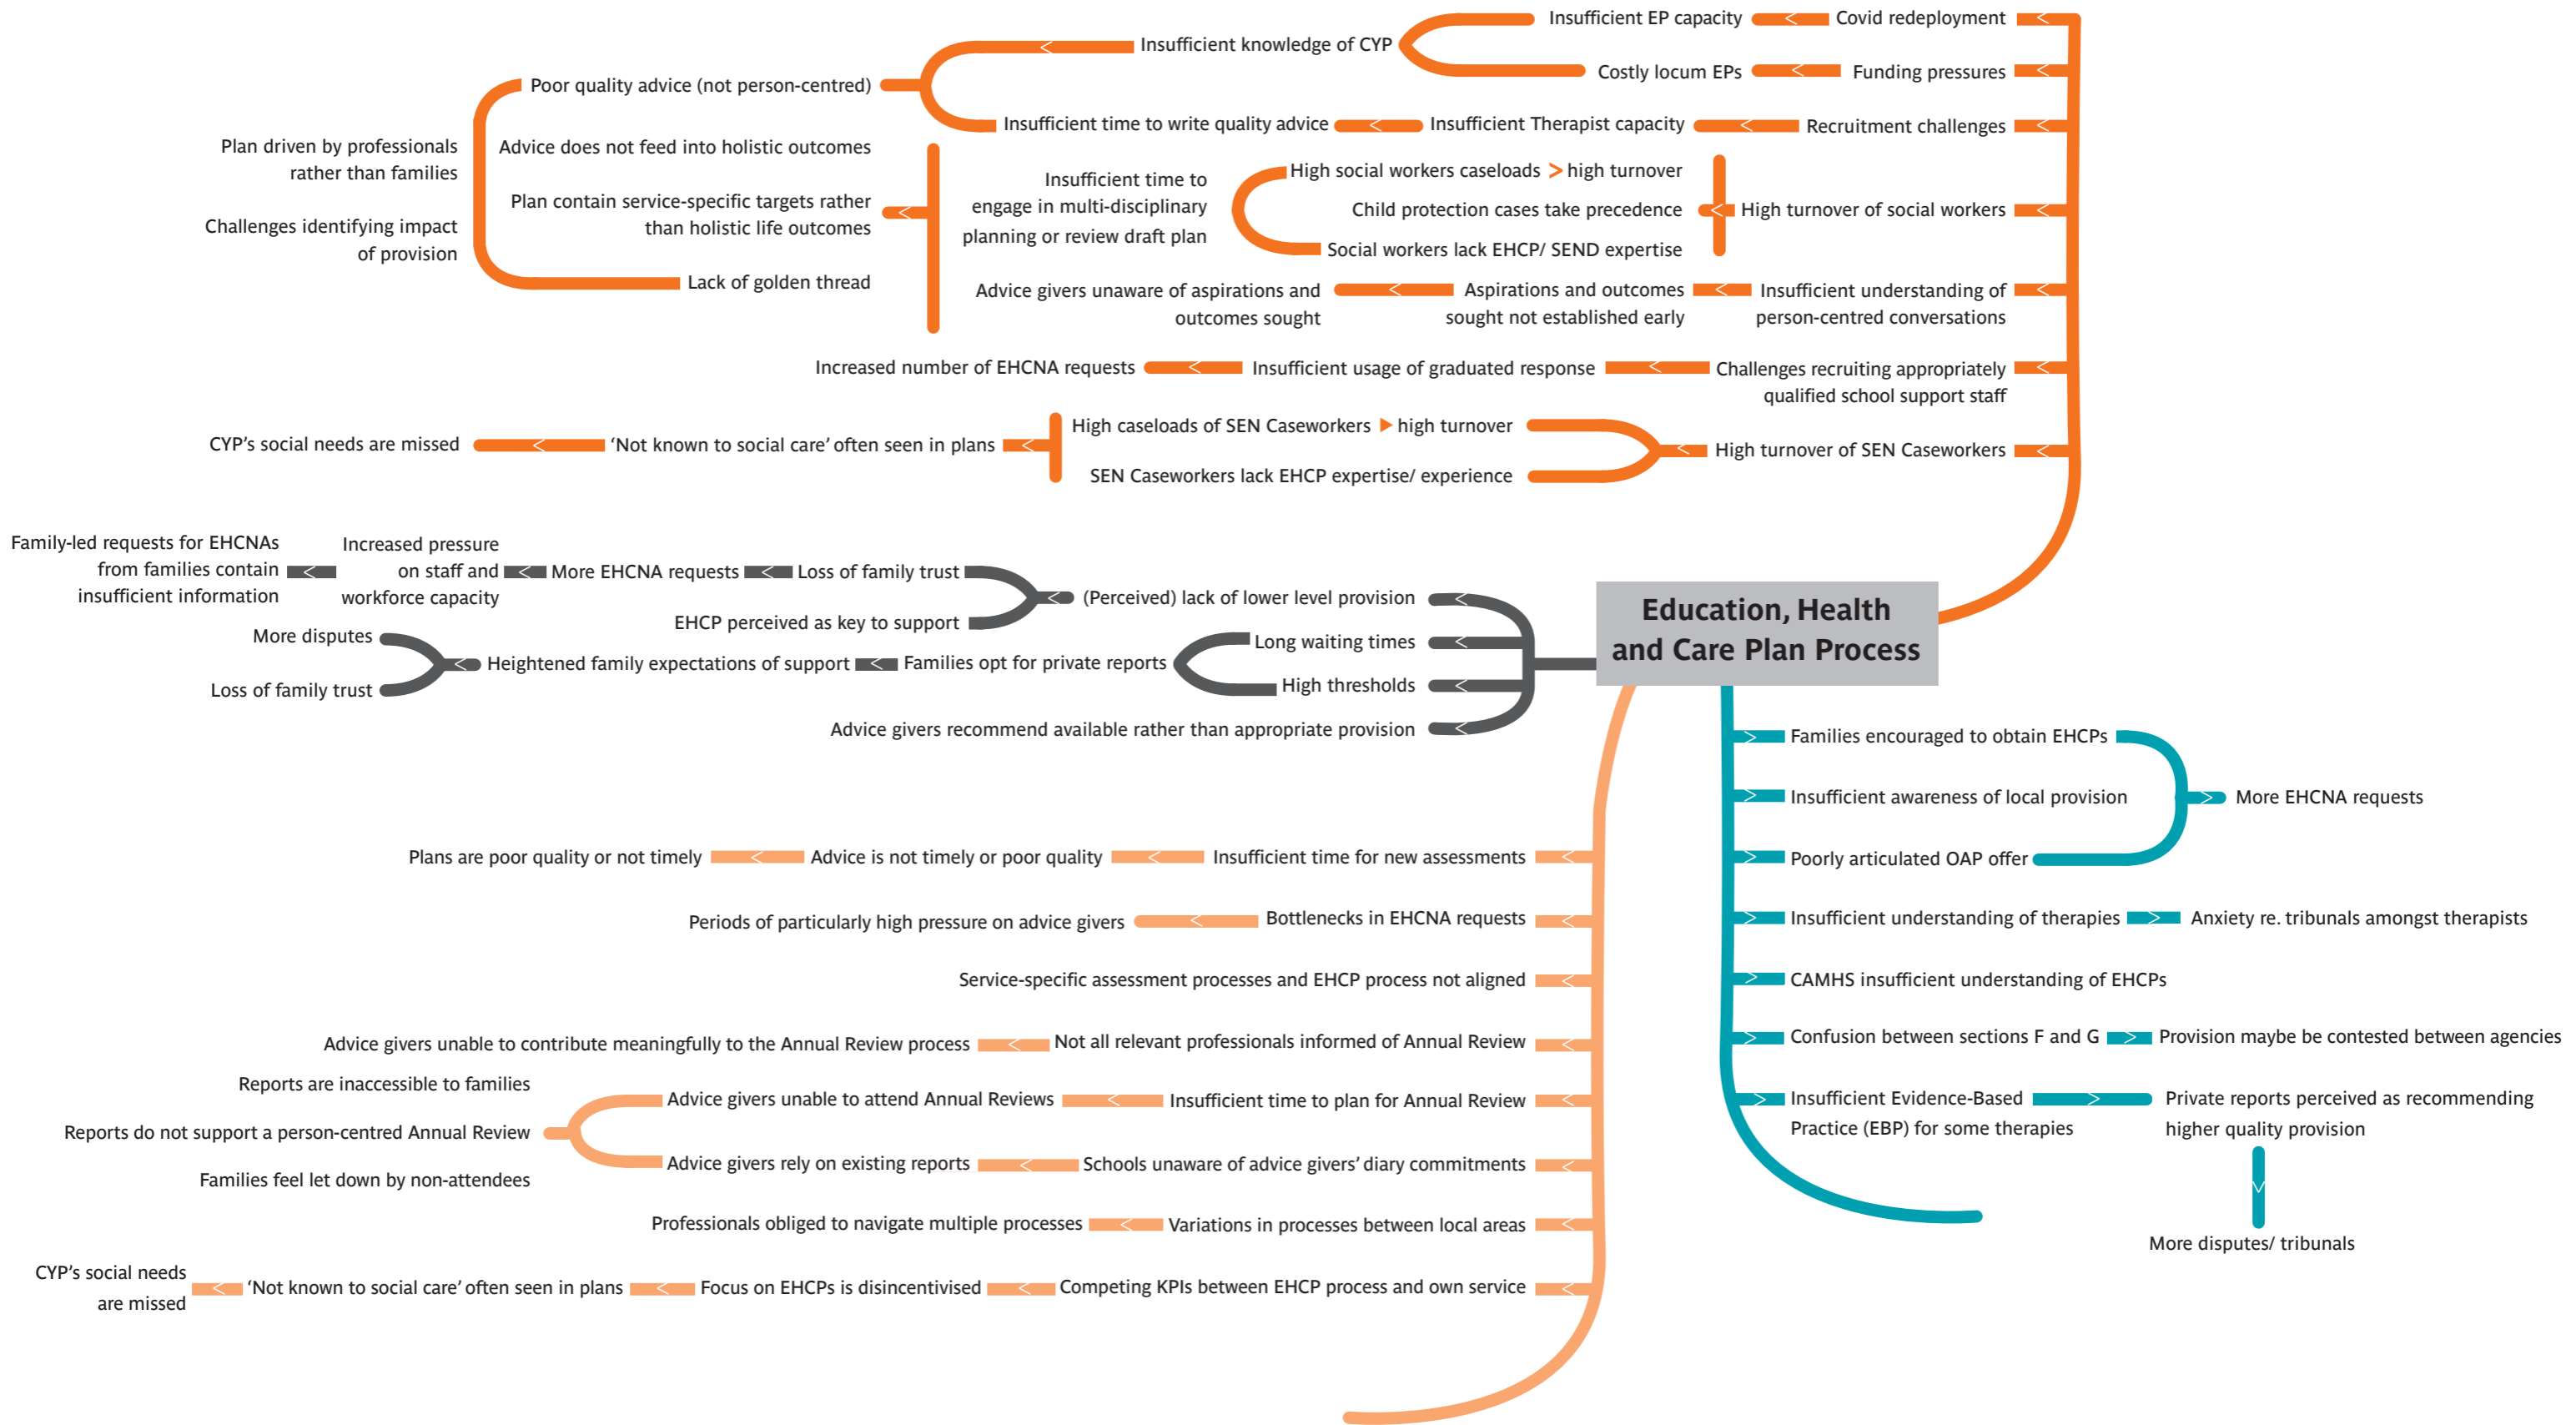 Education, Health
and Care Plan Process
Covid redeployment
Insufficient EP capacity
Funding pressures
Costly locum EPs
Insufficient knowledge of CYP
Recruitment challenges
Insufficient Therapist capacity
Insufficient time to write quality advice
Poor quality advice (not person-centred)
High turnover of social workers
High social workers caseloads > high turnover
Child protection cases take precedence
Social workers lack EHCP/ SEND expertise
Insufficient time to
engage in multi-disciplinary
planning or review draft plan
Insufficient understanding of
person-centred conversations
Aspirations and outcomes
sought not established early
Advice givers unaware of aspirations and
outcomes sought
Advice does not feed into holistic outcomes
Plan contain service-specific targets rather
than holistic life outcomes
Lack of golden thread
Plan driven by professionals
rather than families
Challenges identifying impact
of provision
Challenges recruiting appropriately
qualified school support staff
Insufficient usage of graduated response
Increased number of EHCNA requests
High turnover of SEN Caseworkers
High caseloads of SEN Caseworkers ▶ high turnover
SEN Caseworkers lack EHCP expertise/ experience
‘Not known to social care’ often seen in plans
CYP’s social needs are missed
(Perceived) lack of lower level provision
Loss of family trust
More EHCNA requests
Increased pressure
on staff and
workforce capacity
Family-led requests for EHCNAs
from families contain
insufficient information
EHCP perceived as key to support
Long waiting times
High thresholds
Families opt for private reports
Heightened family expectations of support
More disputes
Loss of family trust
Advice givers recommend available rather than appropriate provision
Insufficient time for new assessments
Advice is not timely or poor quality
Plans are poor quality or not timely
Bottlenecks in EHCNA requests
Periods of particularly high pressure on advice givers
Service-specific assessment processes and EHCP process not aligned
Not all relevant professionals informed of Annual Review
Advice givers unable to contribute meaningfully to the Annual Review process
Insufficient time to plan for Annual Review
Advice givers unable to attend Annual Reviews
Schools unaware of advice givers’ diary commitments
Advice givers rely on existing reports
Reports are inaccessible to families
Reports do not support a person-centred Annual Review
Families feel let down by non-attendees
Variations in processes between local areas
Professionals obliged to navigate multiple processes
Competing KPIs between EHCP process and own service
Focus on EHCPs is disincentivised
‘Not known to social care’ often seen in plans
CYP’s social needs
are missed
Families encouraged to obtain EHCPs
Insufficient awareness of local provision
Poorly articulated OAP offer
More EHCNA requests
Insufficient understanding of therapies
Anxiety re. tribunals amongst therapists
CAMHS insufficient understanding of EHCPs
Confusion between sections F and G
Provision maybe be contested between agencies
Insufficient Evidence-Based
Practice (EBP) for some therapies
Private reports perceived as recommending
higher quality provision
More disputes/ tribunals